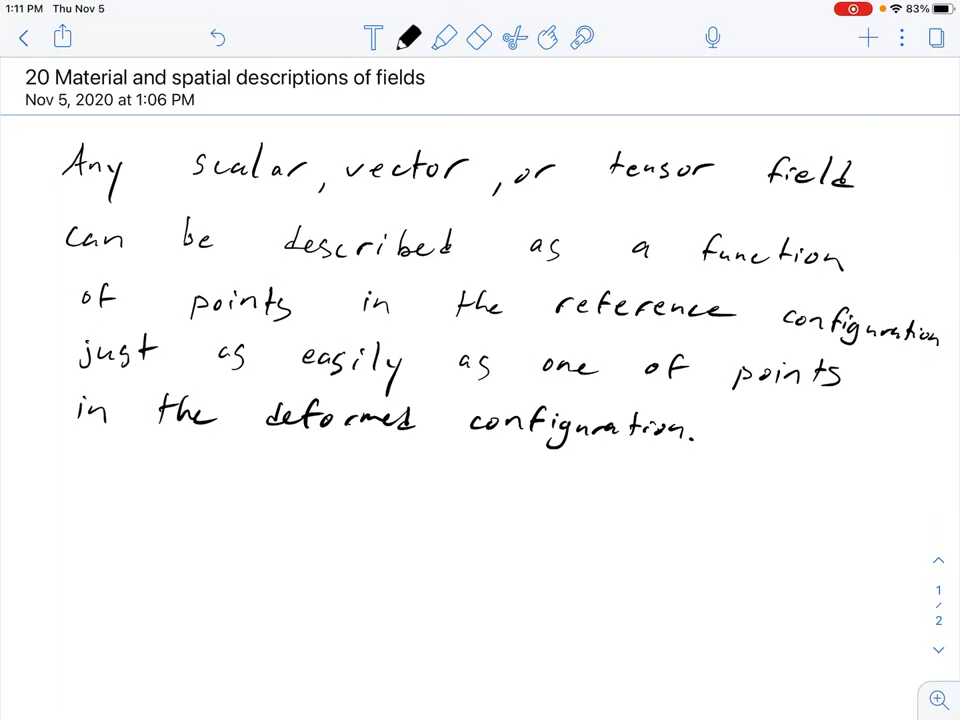 1:11 PM Thu Nov 5 83%
20 Material and spatial descriptions of fields
Nov 5, 2020 at 1:06 PM
Any scalar, vector, or tensor field
can be described as a function
of points in the reference configuration
just as easily as one of points
in the deformed configuration.
1
/
2